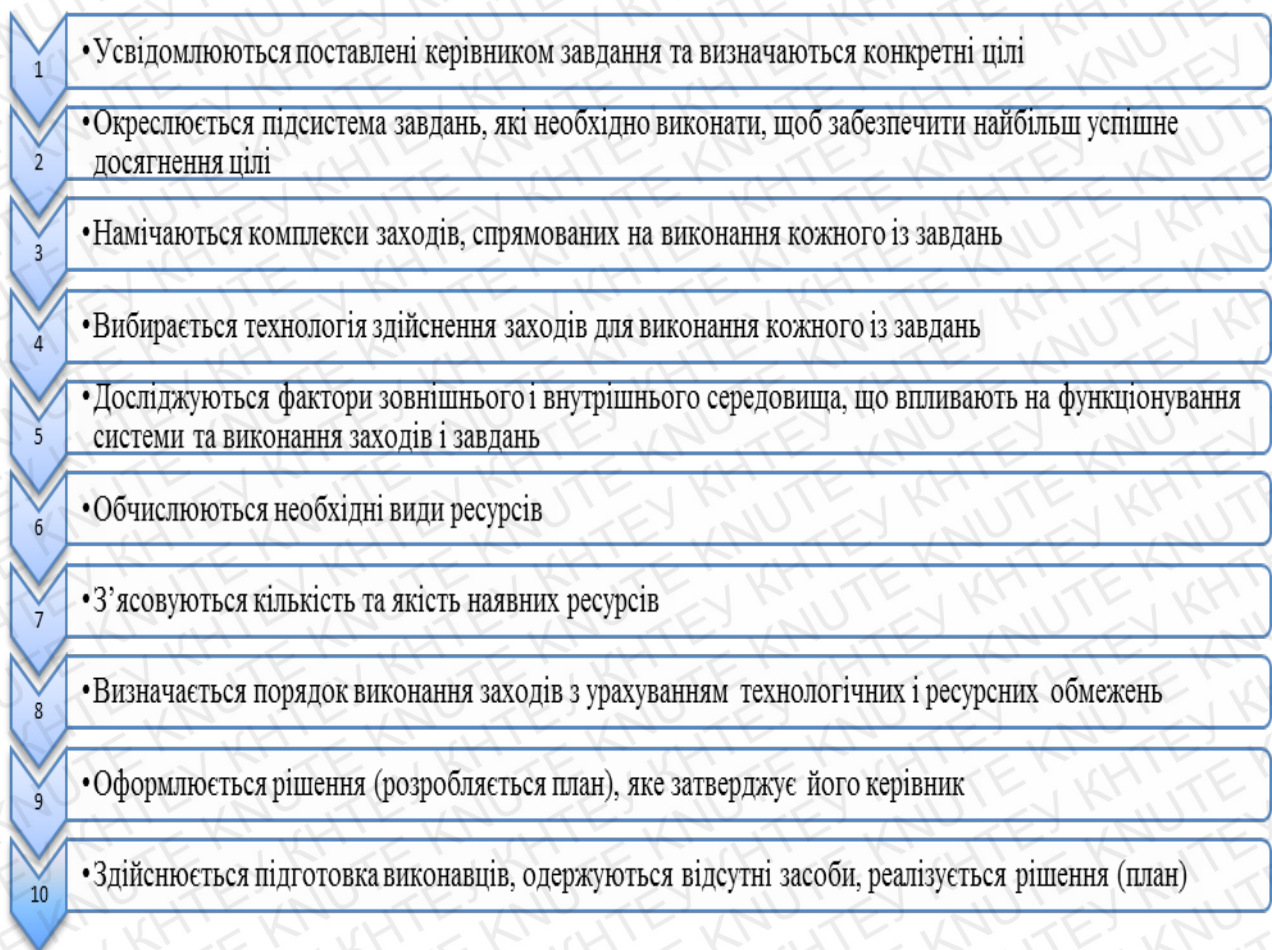 1
•Усвідомлюються поставлені керівником завдання та визначаються конкретні цілі
2
•Окреслюється підсистема завдань, які необхідно виконати, щоб забезпечити найбільш успішне
досягнення цілі
3
•Намічаються комплекси заходів, спрямованих на виконання кожного із завдань
4
•Вибирається технологія здійснення заходів для виконання кожного із завдань
5
•Досліджуються фактори зовнішнього і внутрішнього середовища, що впливають на функціонування
системи та виконання заходів і завдань
6
•Обчислюються необхідні види ресурсів
7
•З’ясовуються кількість та якість наявних ресурсів
8
•Визначається порядок виконання заходів з урахуванням технологічних і ресурсних обмежень
9
•Оформлюється рішення (розробляється план), яке затверджує його керівник
10
•Здійснюється підготовка виконавців, одержуються відсутні засоби, реалізується рішення (план)